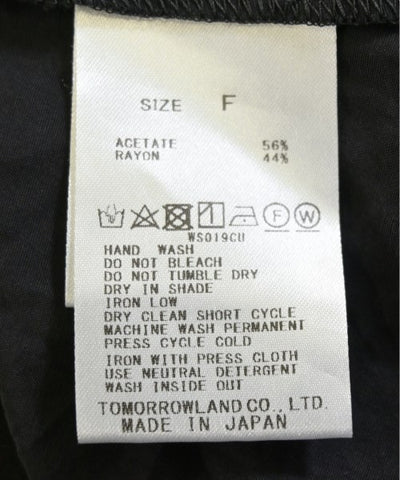 SIZE F
ACETATE 56%
RAYON 44%
F W
WS019CU
HAND WASH
DO NOT BLEACH
DO NOT TUMBLE DRY
DRY IN SHADE
IRON LOW
DRY CLEAN SHORT CYCLE
MACHINE WASH PERMANENT
PRESS CYCLE COLD
IRON WITH PRESS CLOTH
USE NEUTRAL DETERGENT
WASH INSIDE OUT
TOMORROWLAND CO., LTD.
MADE IN JAPAN